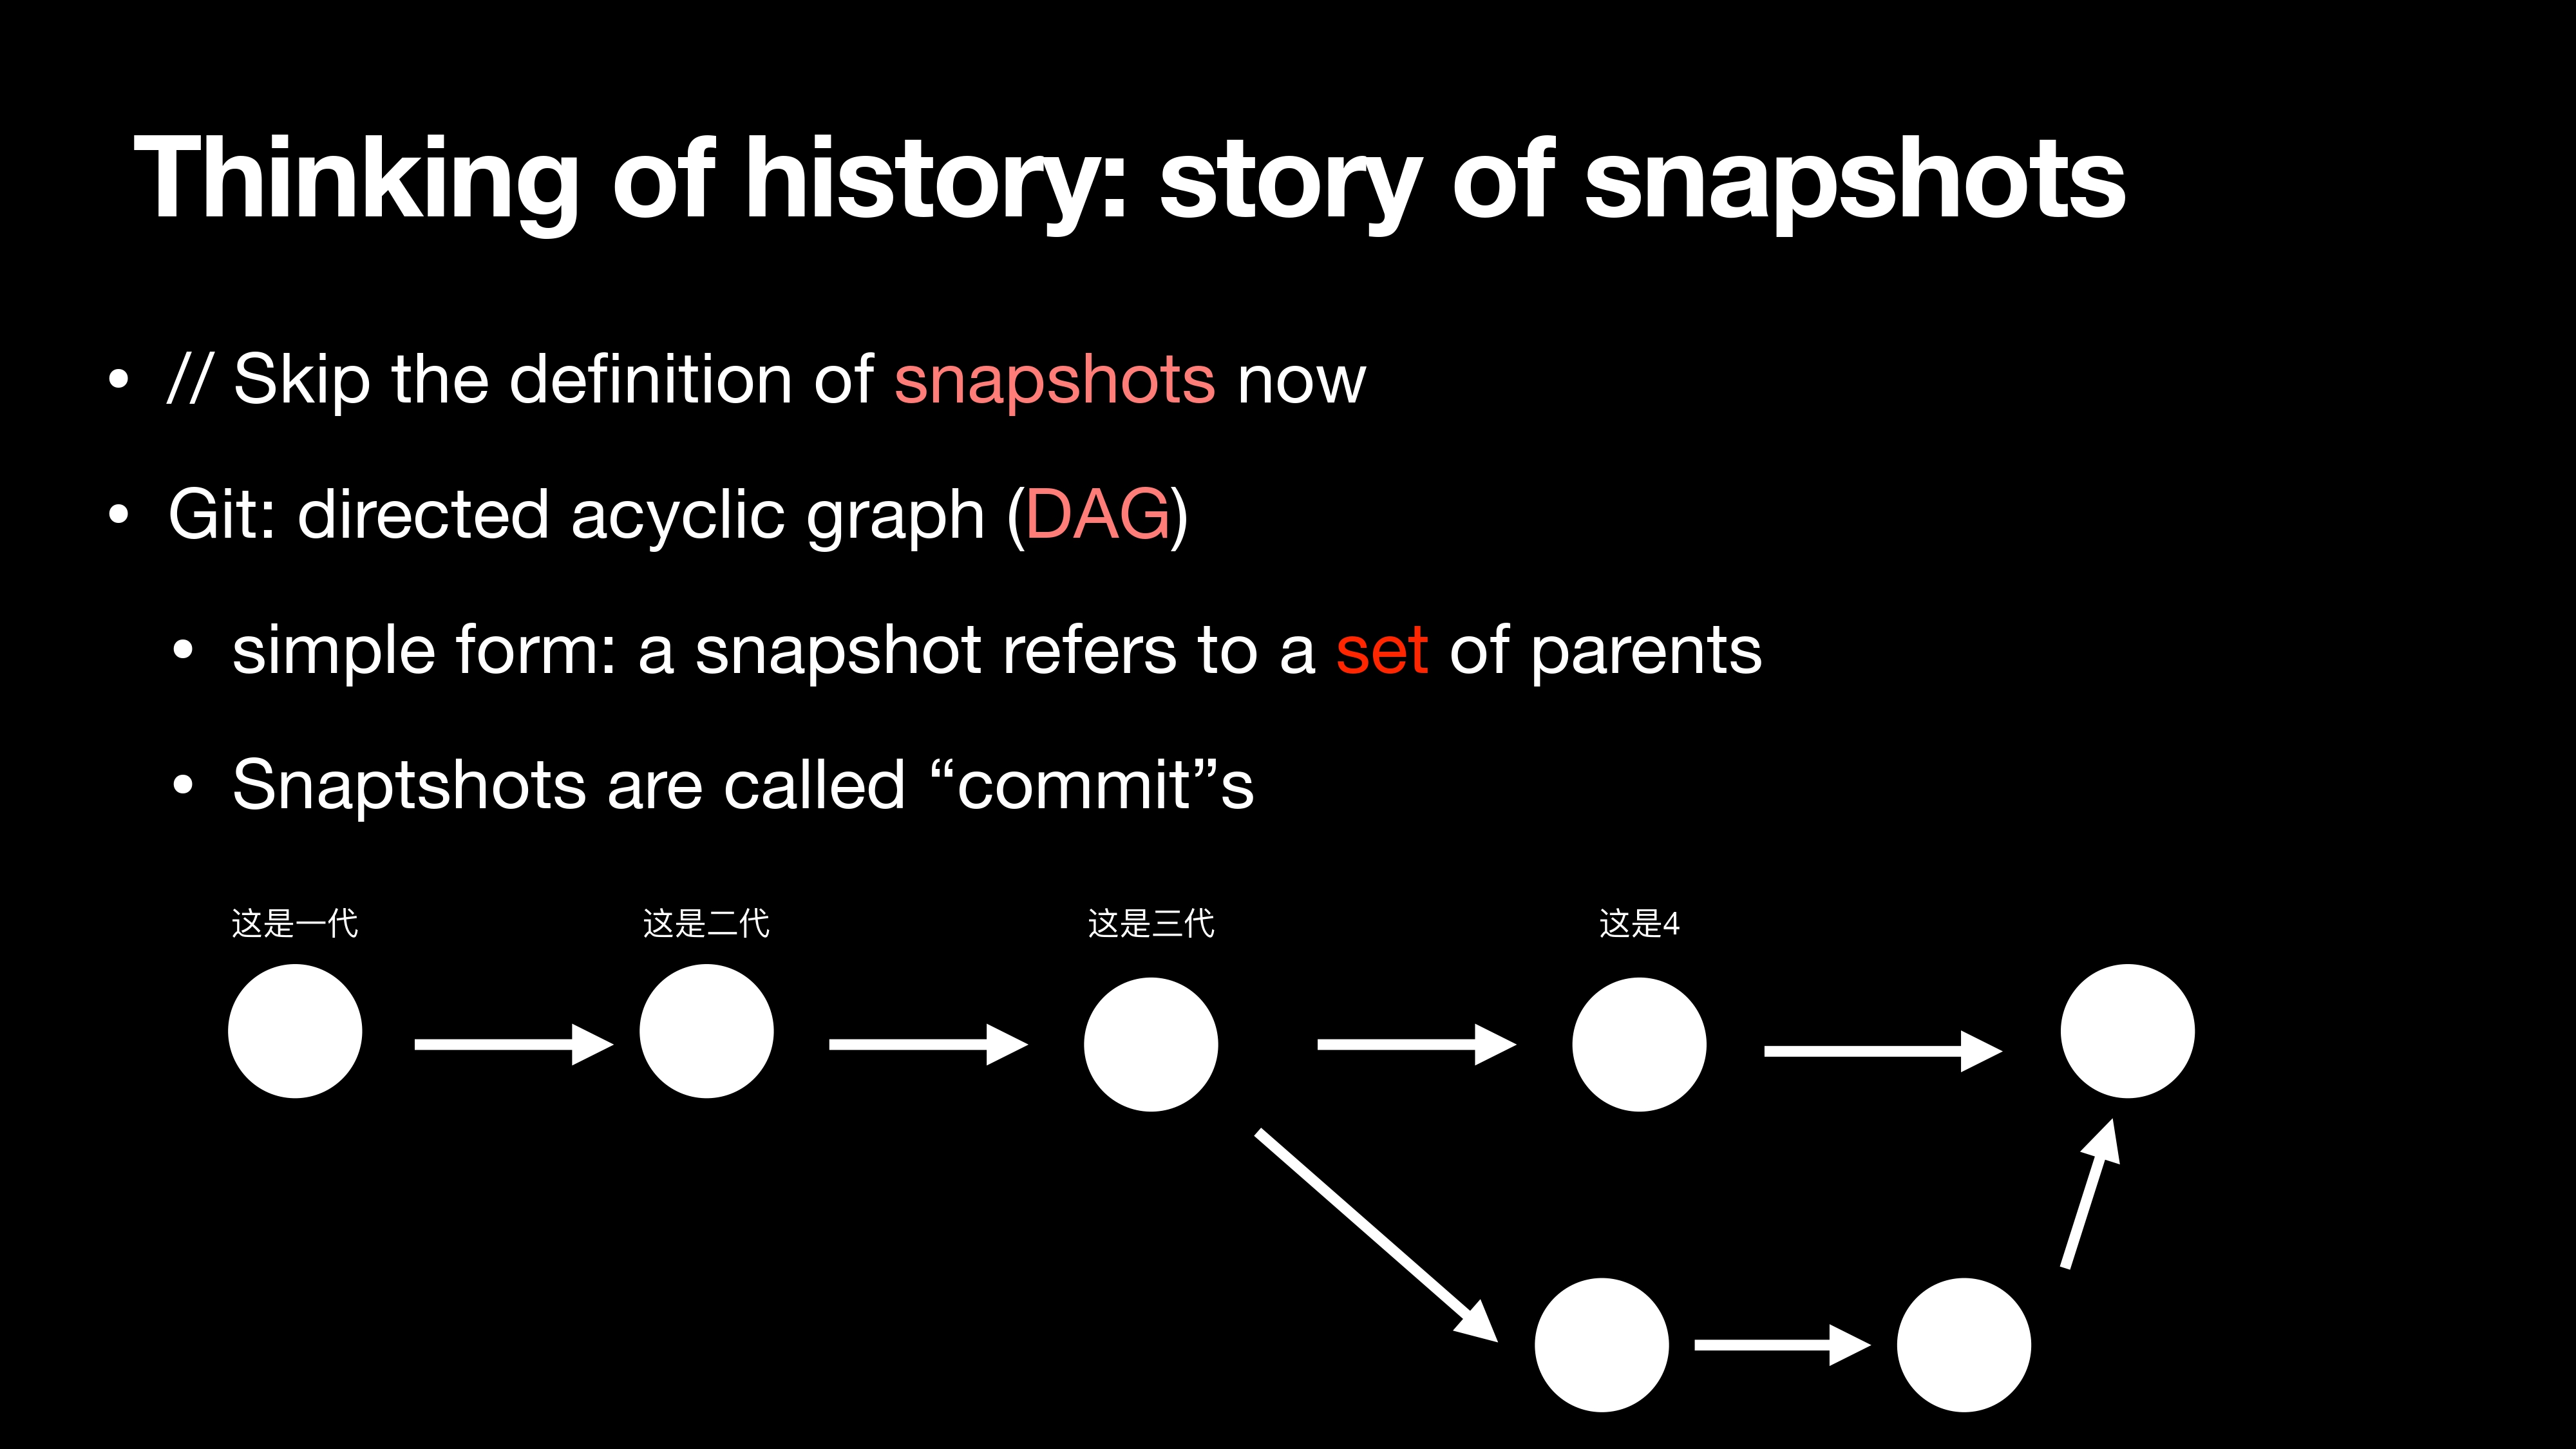 Thinking of history: story of snapshots
• // Skip the definition of snapshots now
• Git: directed acyclic graph (DAG)
• simple form: a snapshot refers to a set of parents
• Snaptshots are called “commit”s
这是一代
这是二代
这是三代
这是4